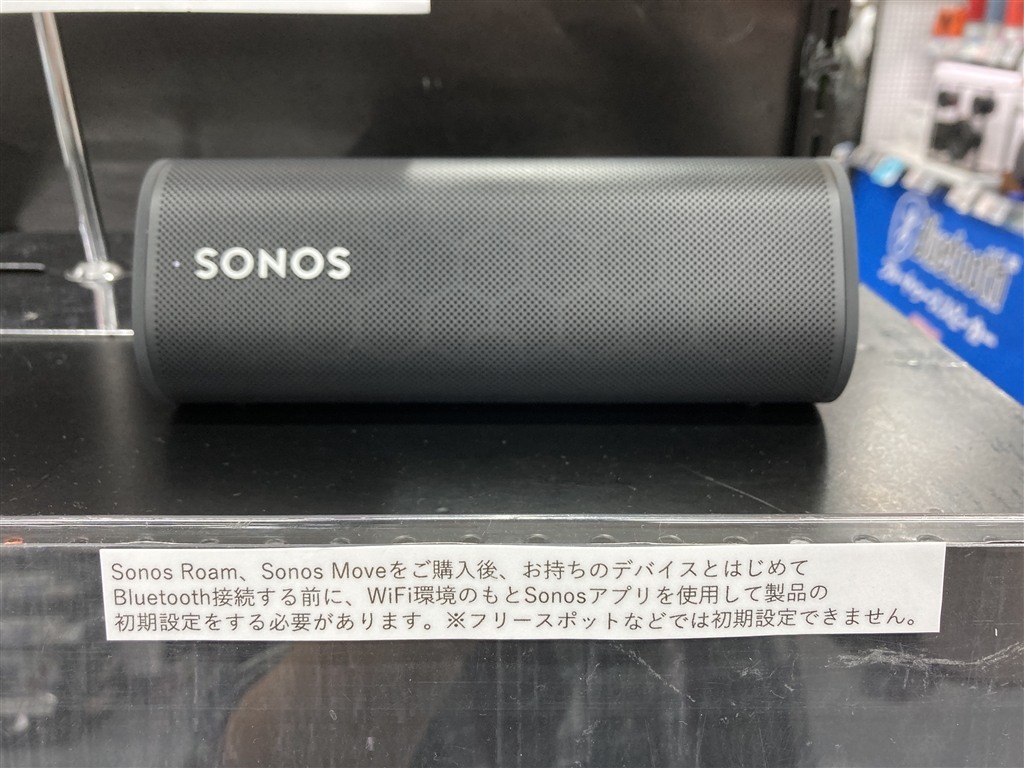 SONOS
Bluetooth
Sonos Roam、Sonos Moveをご購入後、お持ちのデバイスとはじめて
Bluetooth接続する前に、WiFi環境のもとSonosアプリを使用して製品の
初期設定をする必要があります。※フリースポットなどでは初期設定できません。